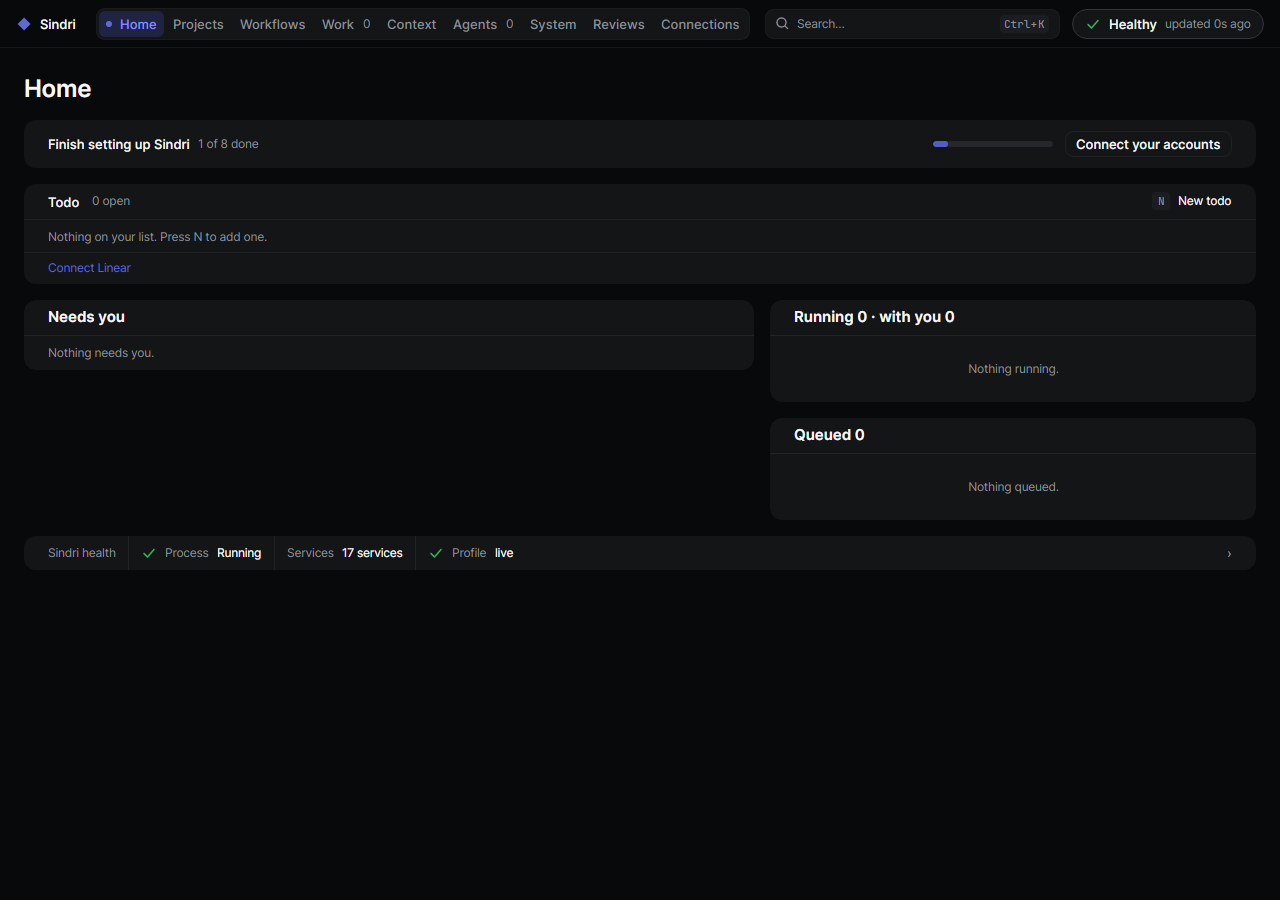 Sindri Home Projects Workflows Work 0 Context Agents 0 System Reviews Connections Search... Ctrl+K Healthy updated 0s ago
Home
Finish setting up Sindri 1 of 8 done Connect your accounts
Todo 0 open N New todo
Nothing on your list. Press N to add one.
Connect Linear
Needs you
Nothing needs you.
Running 0 · with you 0
Nothing running.
Queued 0
Nothing queued.
Sindri health Process Running Services 17 services Profile live ›